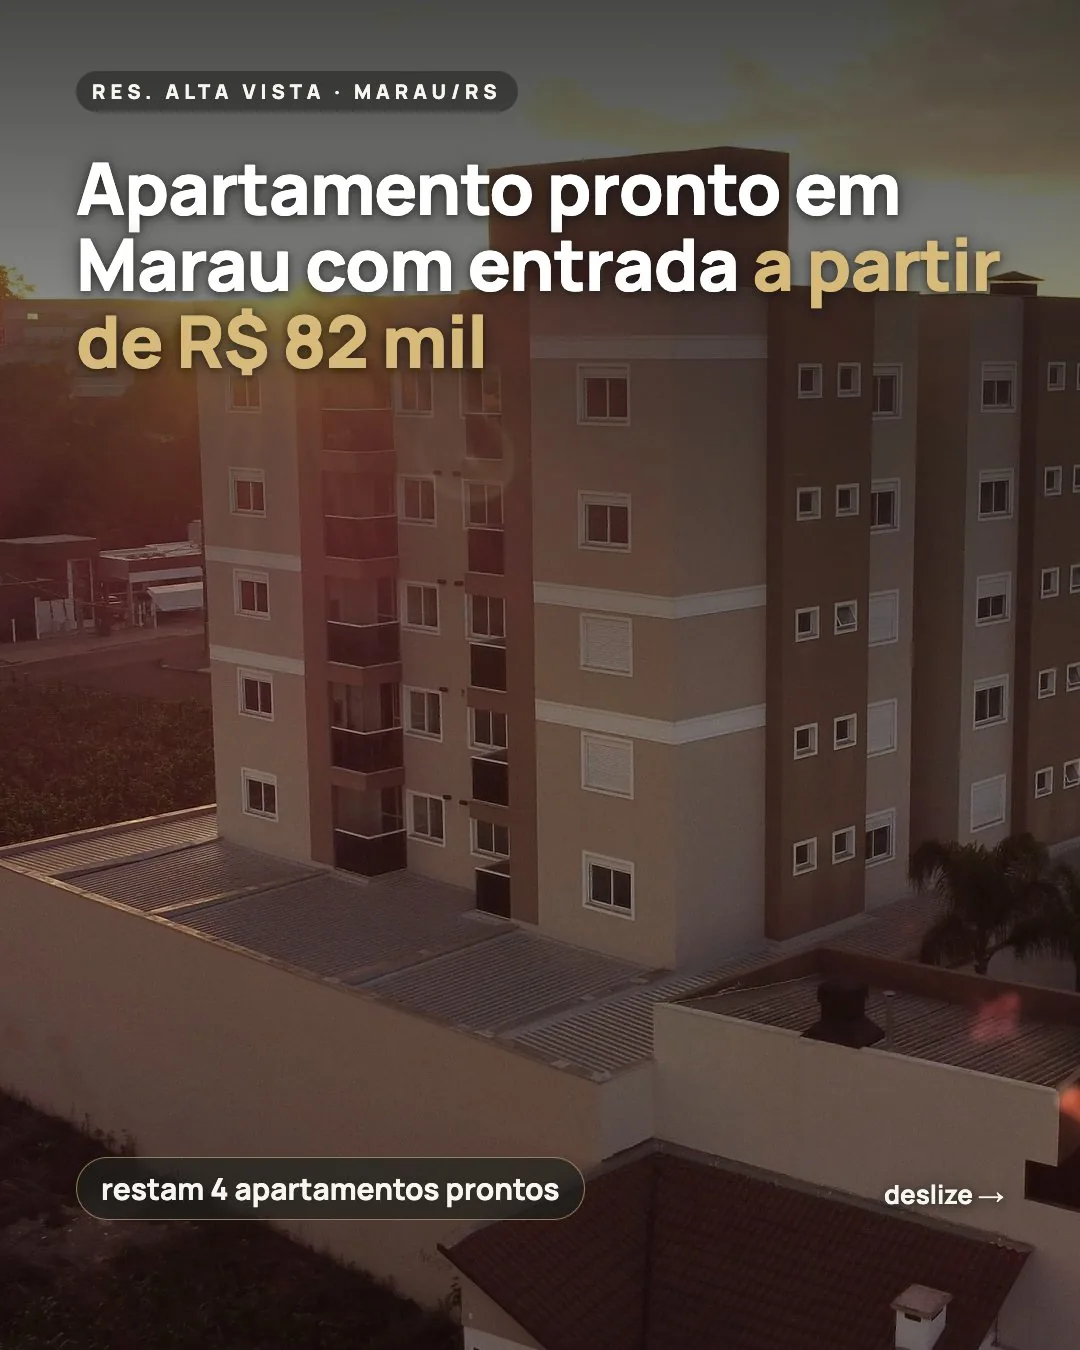 RES. ALTA VISTA · MARAU/RS
Apartamento pronto em
Marau com entrada a partir
de R$ 82 mil
restam 4 apartamentos prontos
deslize →